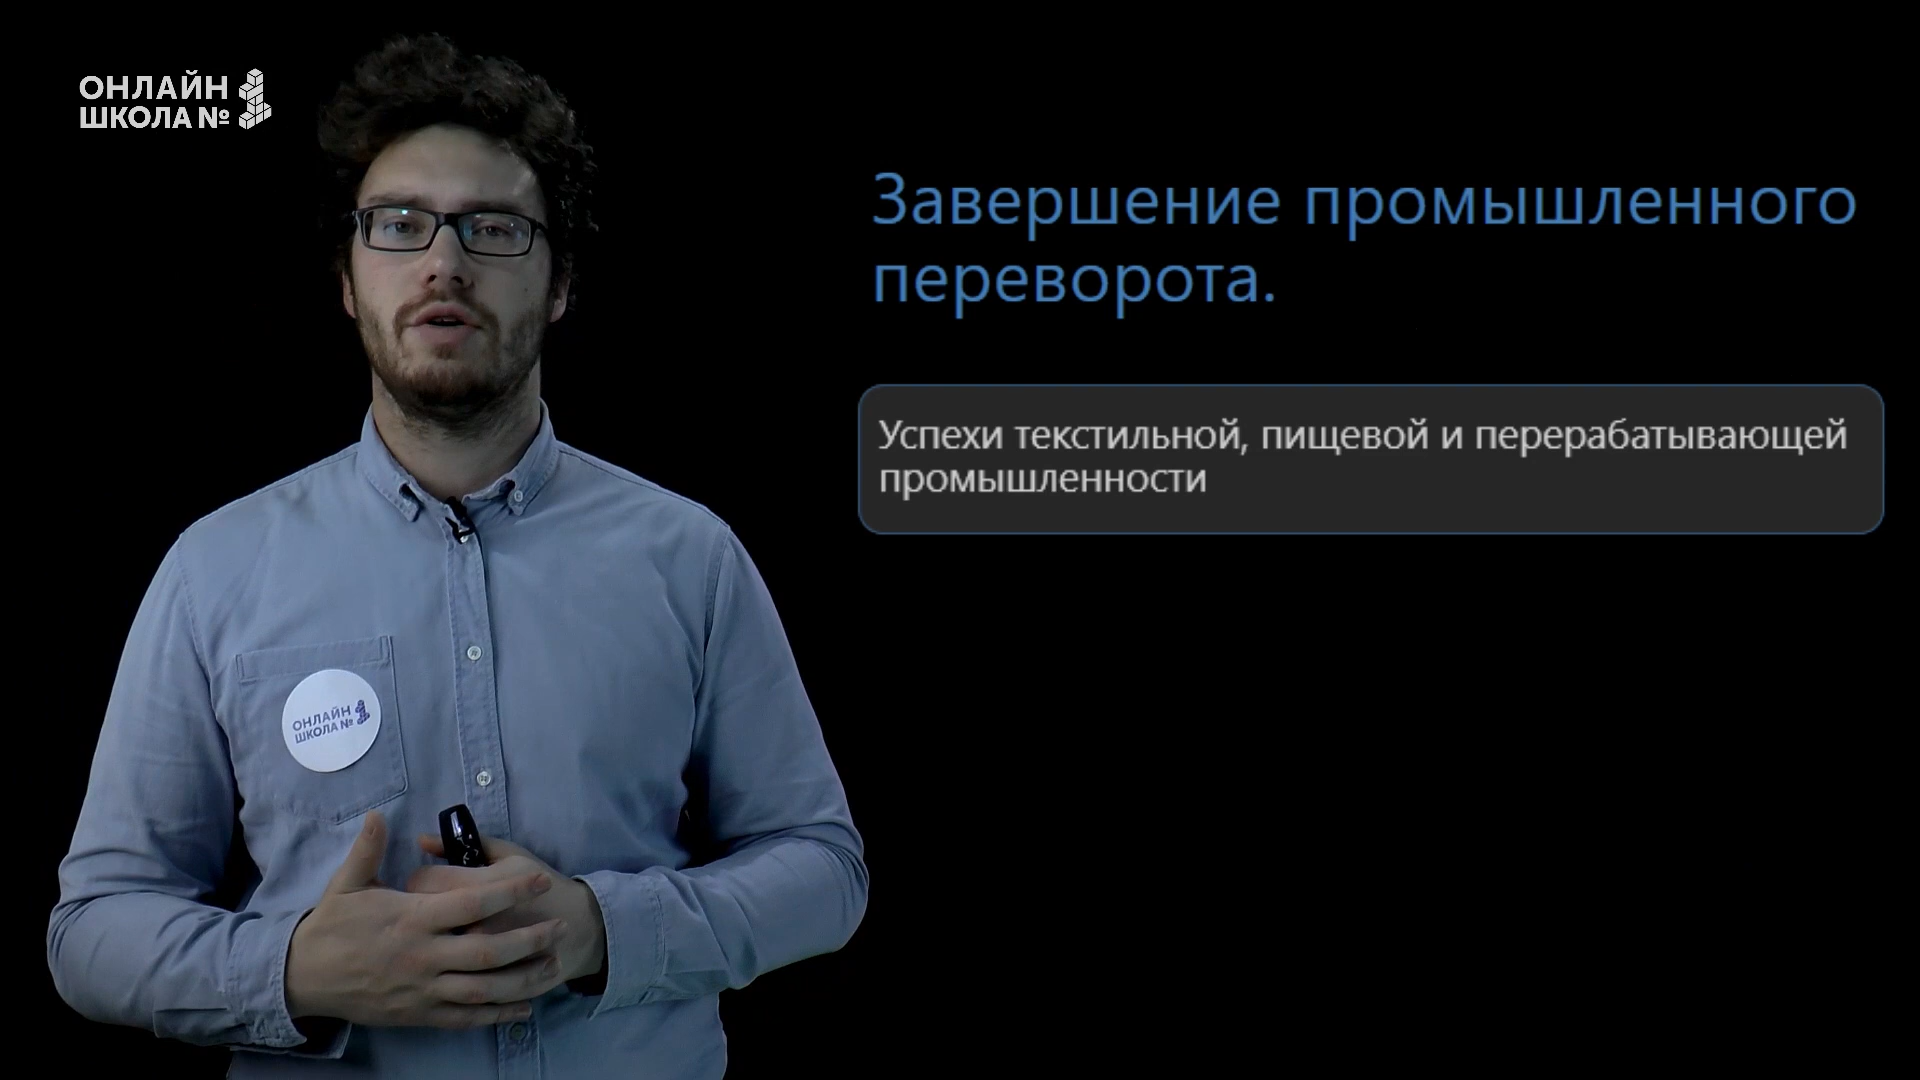 ОНЛАЙН
ШКОЛА №
Завершение промышленного
переворота.
Успехи текстильной, пищевой и перерабатывающей
промышленности
ОНЛАЙН
ШКОЛА №